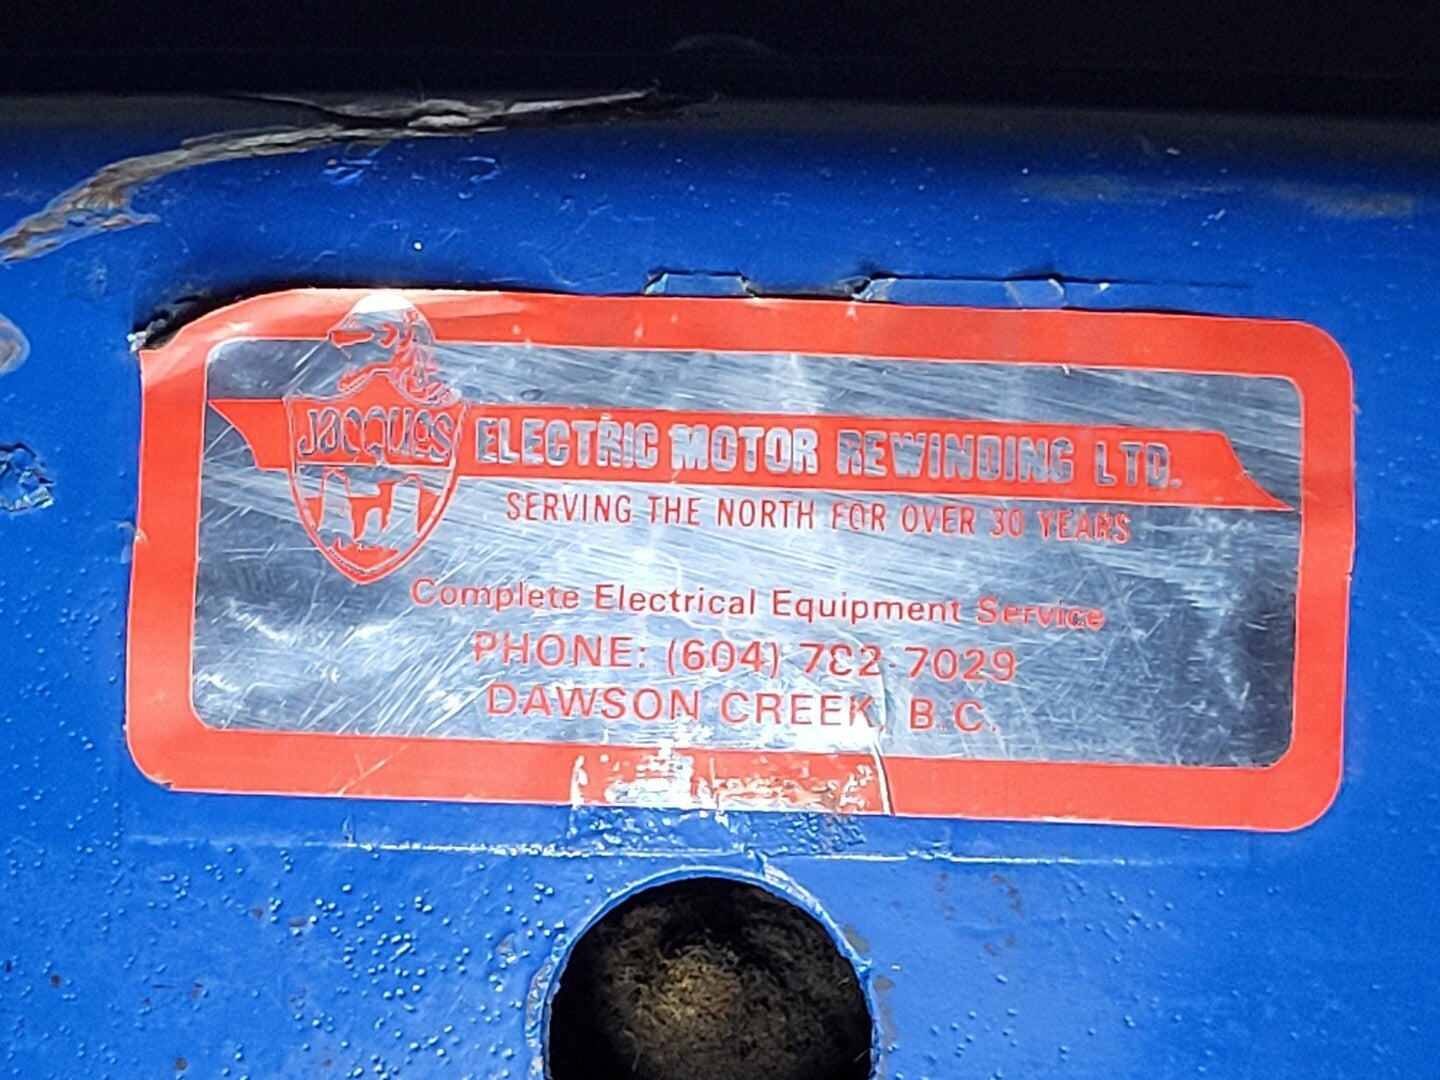 JACQUES ELECTRIC MOTOR REWINDING LTD.
SERVING THE NORTH FOR OVER 30 YEARS
Complete Electrical Equipment Service
PHONE: (604) 782-7029
DAWSON CREEK, B.C.